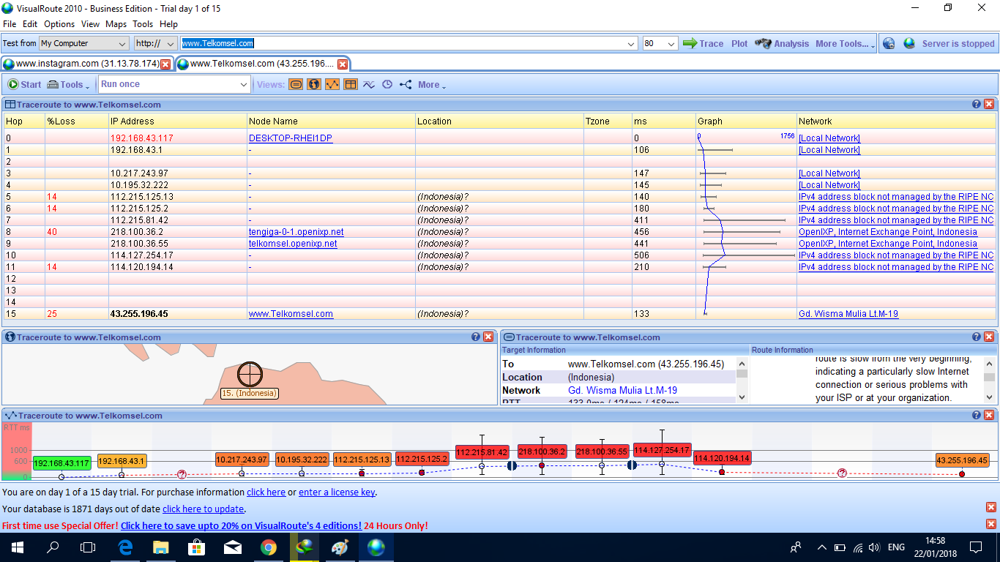 VisualRoute 2010 - Business Edition - Trial day 1 of 15
File Edit Options View Maps Tools Help
Test from My Computer http:// www.Telkomsel.com 80 Trace Plot Analysis More Tools... Server is stopped
www.instagram.com (31.13.78.174) www.Telkomsel.com (43.255.196....
Start Tools Run once Views: More
Traceroute to www.Telkomsel.com
Hop %Loss IP Address Node Name Location Tzone ms Graph Network
0 192.168.43.117 DESKTOP-RHEI1DP 0 0 1756 [Local Network]
1 192.168.43.1 - 106 [Local Network]
2
3 10.217.243.97 - 147 [Local Network]
4 10.195.32.222 - 145 [Local Network]
5 14 112.215.125.13 - (Indonesia)? 140 IPv4 address block not managed by the RIPE NC
6 14 112.215.125.2 - (Indonesia)? 180 IPv4 address block not managed by the RIPE NC
7 112.215.81.42 - (Indonesia)? 411 IPv4 address block not managed by the RIPE NC
8 40 218.100.36.2 tengiga-0-1.openixp.net (Indonesia)? 456 OpenIXP, Internet Exchange Point, Indonesia
9 218.100.36.55 telkomsel.openixp.net (Indonesia)? 441 OpenIXP, Internet Exchange Point, Indonesia
10 114.127.254.17 - (Indonesia)? 506 IPv4 address block not managed by the RIPE NC
11 14 114.120.194.14 - (Indonesia)? 210 IPv4 address block not managed by the RIPE NC
12
13
14
15 25 43.255.196.45 www.Telkomsel.com (Indonesia)? 133 Gd. Wisma Mulia Lt.M-19
Traceroute to www.Telkomsel.com
15. (Indonesia)
Traceroute to www.Telkomsel.com
Target Information
To www.Telkomsel.com (43.255.196.45)
Location (Indonesia)
Network Gd. Wisma Mulia Lt.M-19
RTT 133.0ms / 124ms / 158ms
Route Information
route is slow from the very beginning,
indicating a particularly slow Internet
connection or serious problems with
your ISP or at your organization.
Traceroute to www.Telkomsel.com
RTT ms
1000
600
0
192.168.43.117 192.168.43.1 ? 10.217.243.97 10.195.32.222 112.215.125.13 112.215.125.2 112.215.81.42 218.100.36.2 218.100.36.55 114.127.254.17 114.120.194.14 ? 43.255.196.45
You are on day 1 of a 15 day trial. For purchase information click here or enter a license key.
Your database is 1871 days out of date click here to update.
First time use Special Offer! Click here to save upto 20% on VisualRoute's 4 editions! 24 Hours Only!
ENG 14:58
22/01/2018